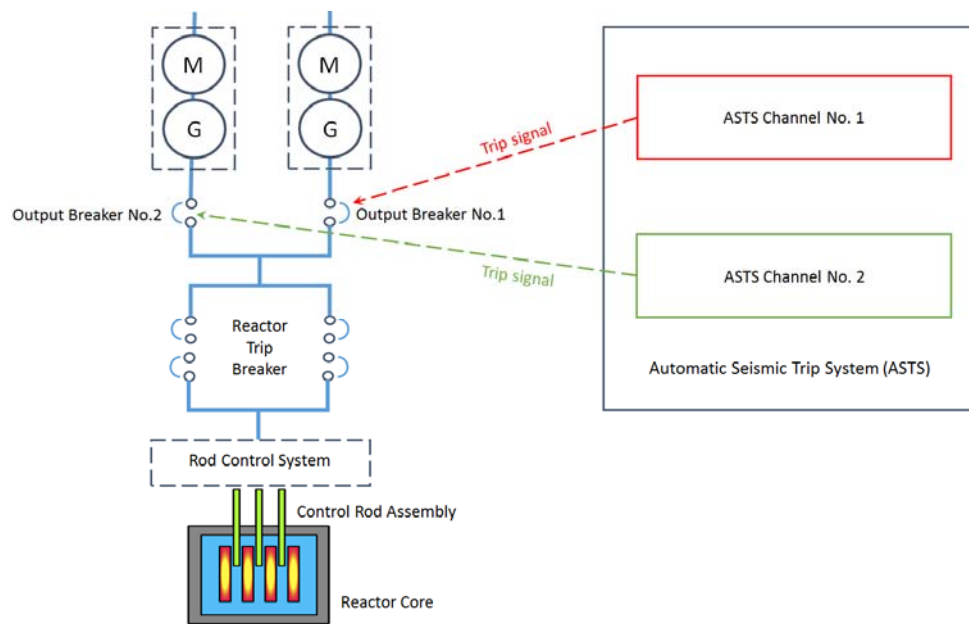 M
M
G
G
ASTS Channel No. 1
Trip signal
Output Breaker No.2
Output Breaker No.1
Trip signal
ASTS Channel No. 2
Reactor
Trip
Breaker
Automatic Seismic Trip System (ASTS)
Rod Control System
Control Rod Assembly
Reactor Core